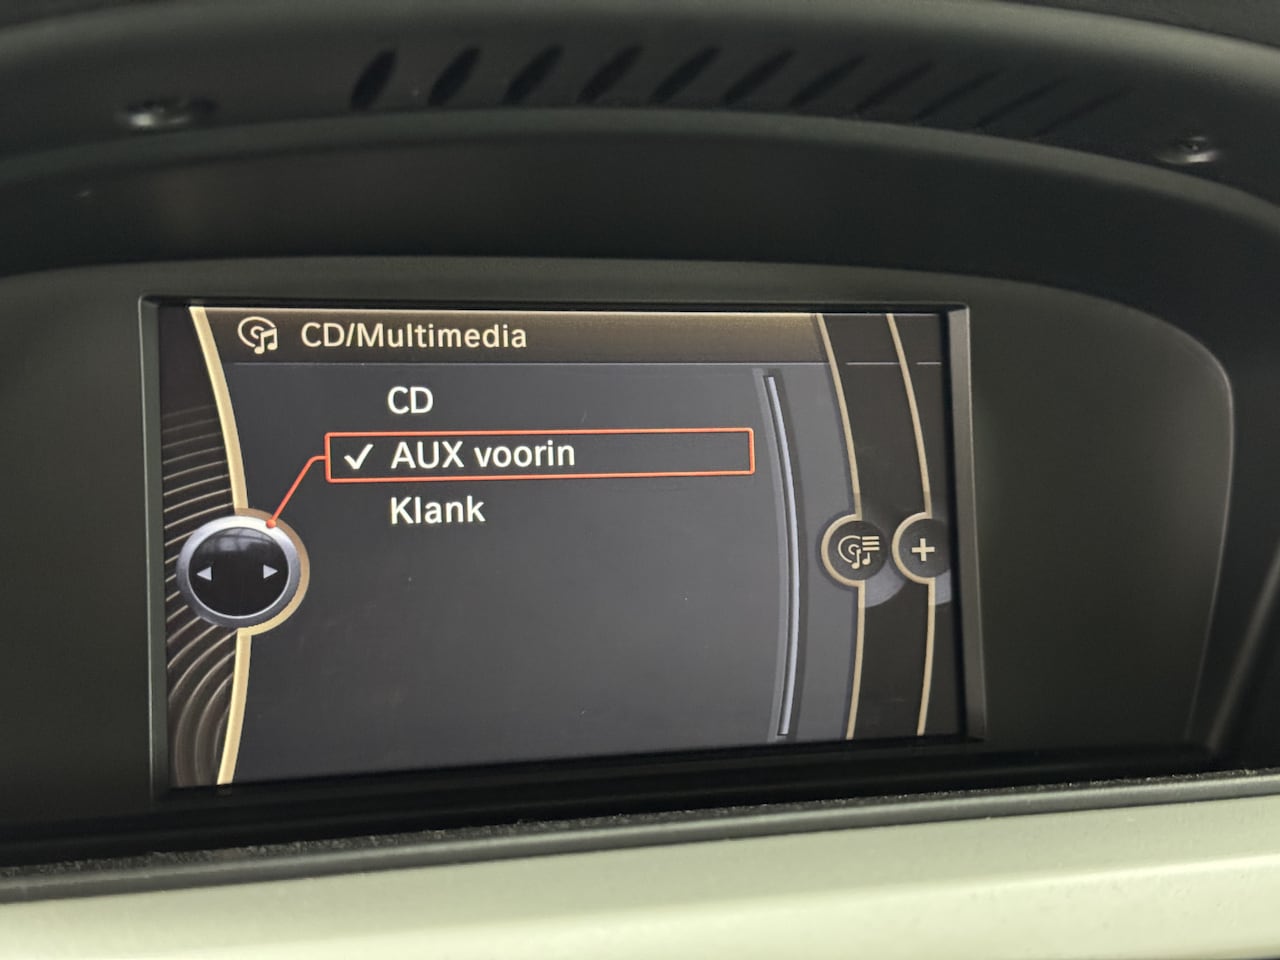 CD/Multimedia
CD
✓ AUX voorin
Klank